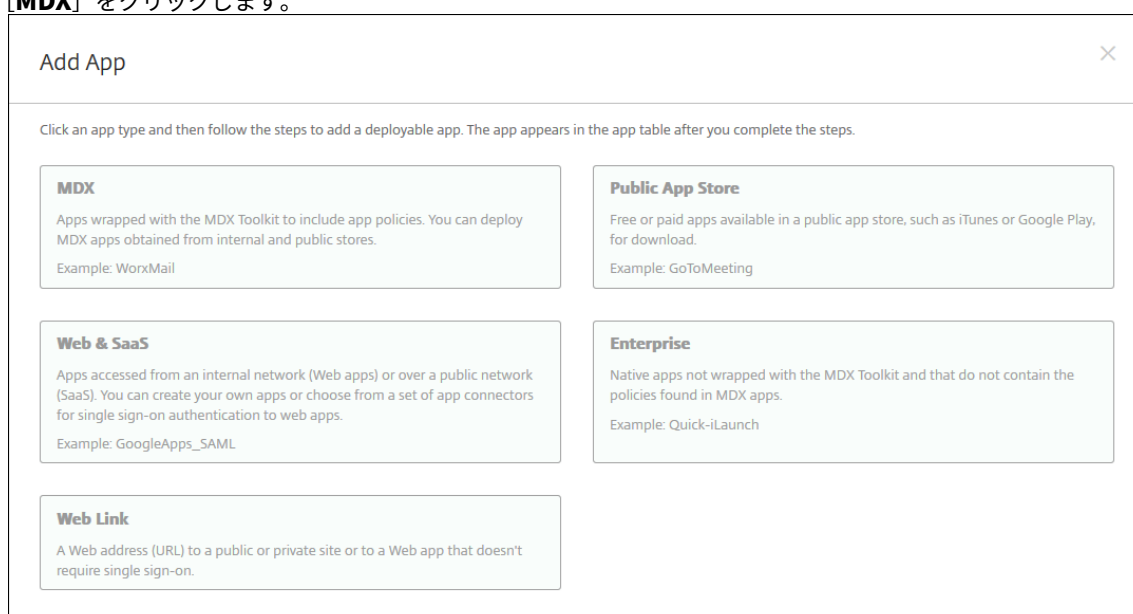 [MDX] をクリックします。
Add App
Click an app type and then follow the steps to add a deployable app. The app appears in the app table after you complete the steps.
MDX
Apps wrapped with the MDX Toolkit to include app policies. You can deploy
MDX apps obtained from internal and public stores.
Example: WorxMail
Public App Store
Free or paid apps available in a public app store, such as iTunes or Google Play,
for download.
Example: GoToMeeting
Web & SaaS
Apps accessed from an internal network (Web apps) or over a public network
(SaaS). You can create your own apps or choose from a set of app connectors
for single sign-on authentication to web apps.
Example: GoogleApps_SAML
Enterprise
Native apps not wrapped with the MDX Toolkit and that do not contain the
policies found in MDX apps.
Example: Quick-iLaunch
Web Link
A Web address (URL) to a public or private site or to a Web app that doesn't
require single sign-on.